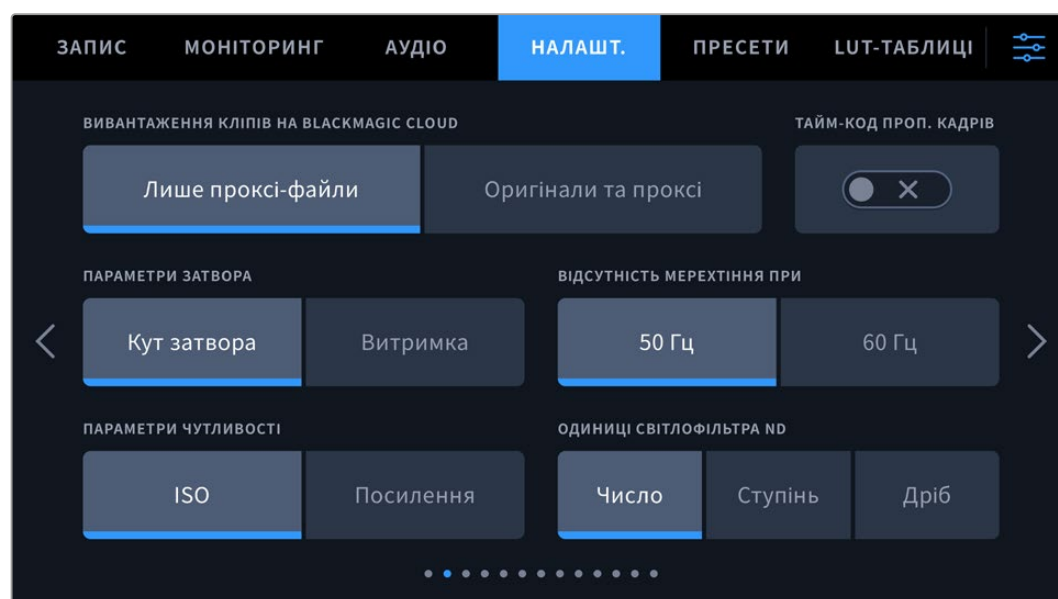 ЗАПИС МОНІТОРИНГ АУДІО НАЛАШТ. ПРЕСЕТИ LUT-ТАБЛИЦІ
ВИВАНТАЖЕННЯ КЛІПІВ НА BLACKMAGIC CLOUD ТАЙМ-КОД ПРОП. КАДРІВ
Лише проксі-файли Оригінали та проксі
ПАРАМЕТРИ ЗАТВОРА ВІДСУТНІСТЬ МЕРЕХТІННЯ ПРИ
Кут затвора Витримка 50 Гц 60 Гц
ПАРАМЕТРИ ЧУТЛИВОСТІ ОДИНИЦІ СВІТЛОФІЛЬТРА ND
ISO Посилення Число Ступінь Дріб